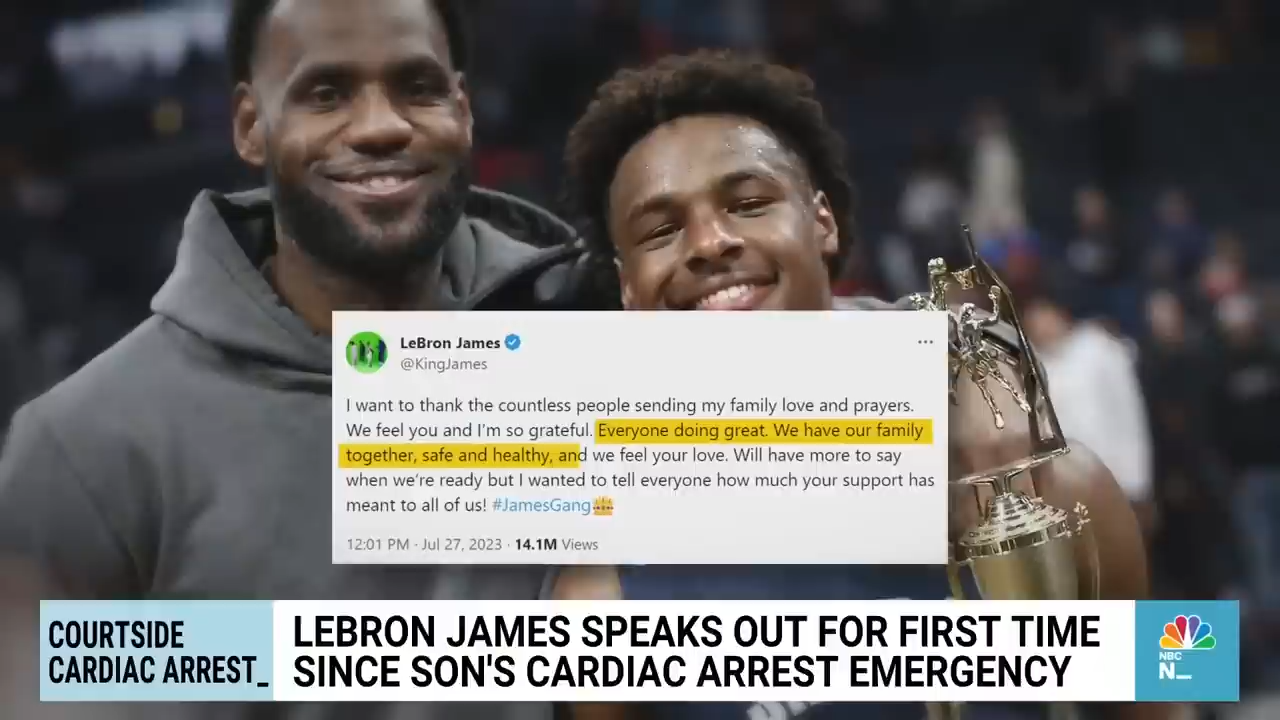 LeBron James
@KingJames
I want to thank the countless people sending my family love and prayers.
We feel you and I'm so grateful. Everyone doing great. We have our family
together, safe and healthy, and we feel your love. Will have more to say
when we're ready but I wanted to tell everyone how much your support has
meant to all of us! #JamesGang
12:01 PM · Jul 27, 2023 · 14.1M Views
COURTSIDE
CARDIAC ARREST_
LEBRON JAMES SPEAKS OUT FOR FIRST TIME
SINCE SON'S CARDIAC ARREST EMERGENCY
NBC
N_